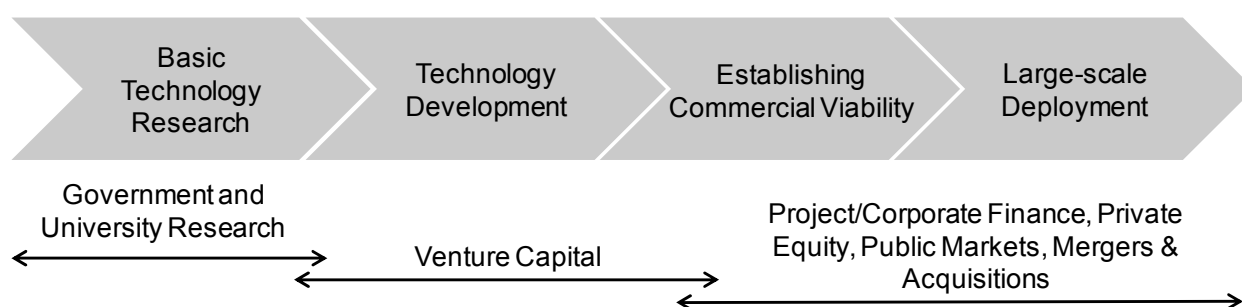 Basic
Technology
Research
Technology
Development
Establishing
Commercial Viability
Large-scale
Deployment
Government and
University Research
Venture Capital
Project/Corporate Finance, Private
Equity, Public Markets, Mergers &
Acquisitions